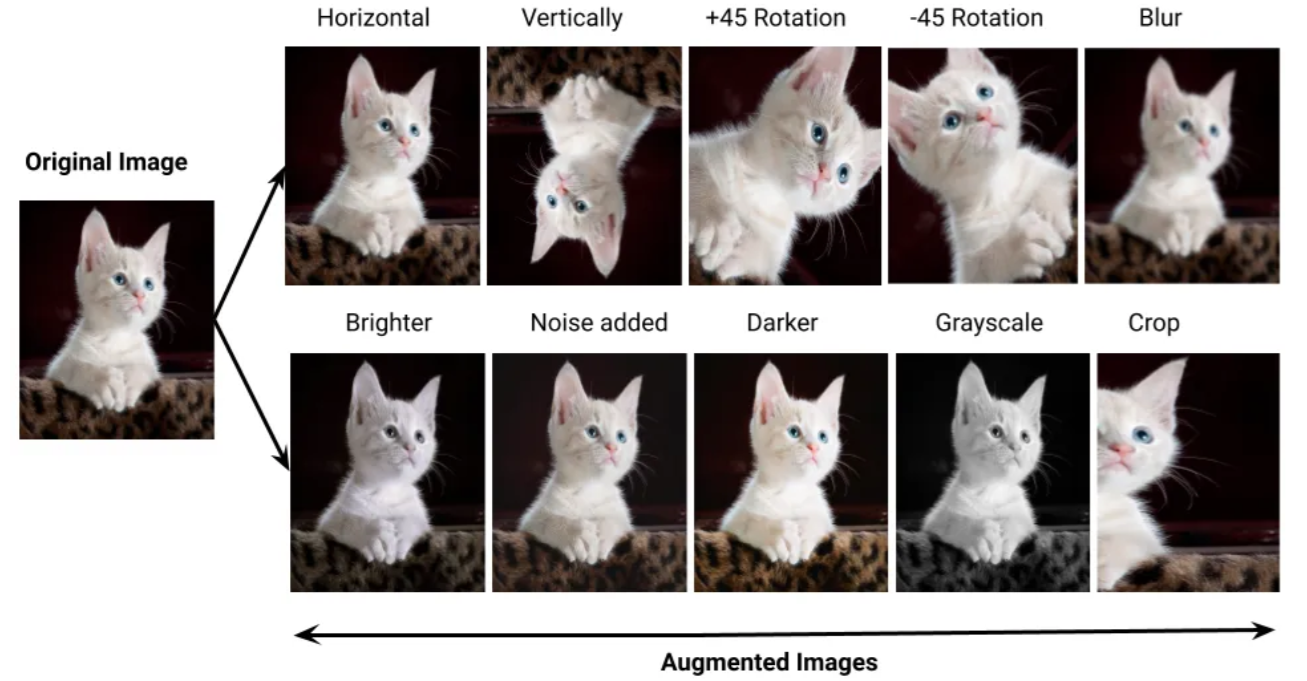 Horizontal
Vertically
+45 Rotation
-45 Rotation
Blur
Original Image
Brighter
Noise added
Darker
Grayscale
Crop
Augmented Images